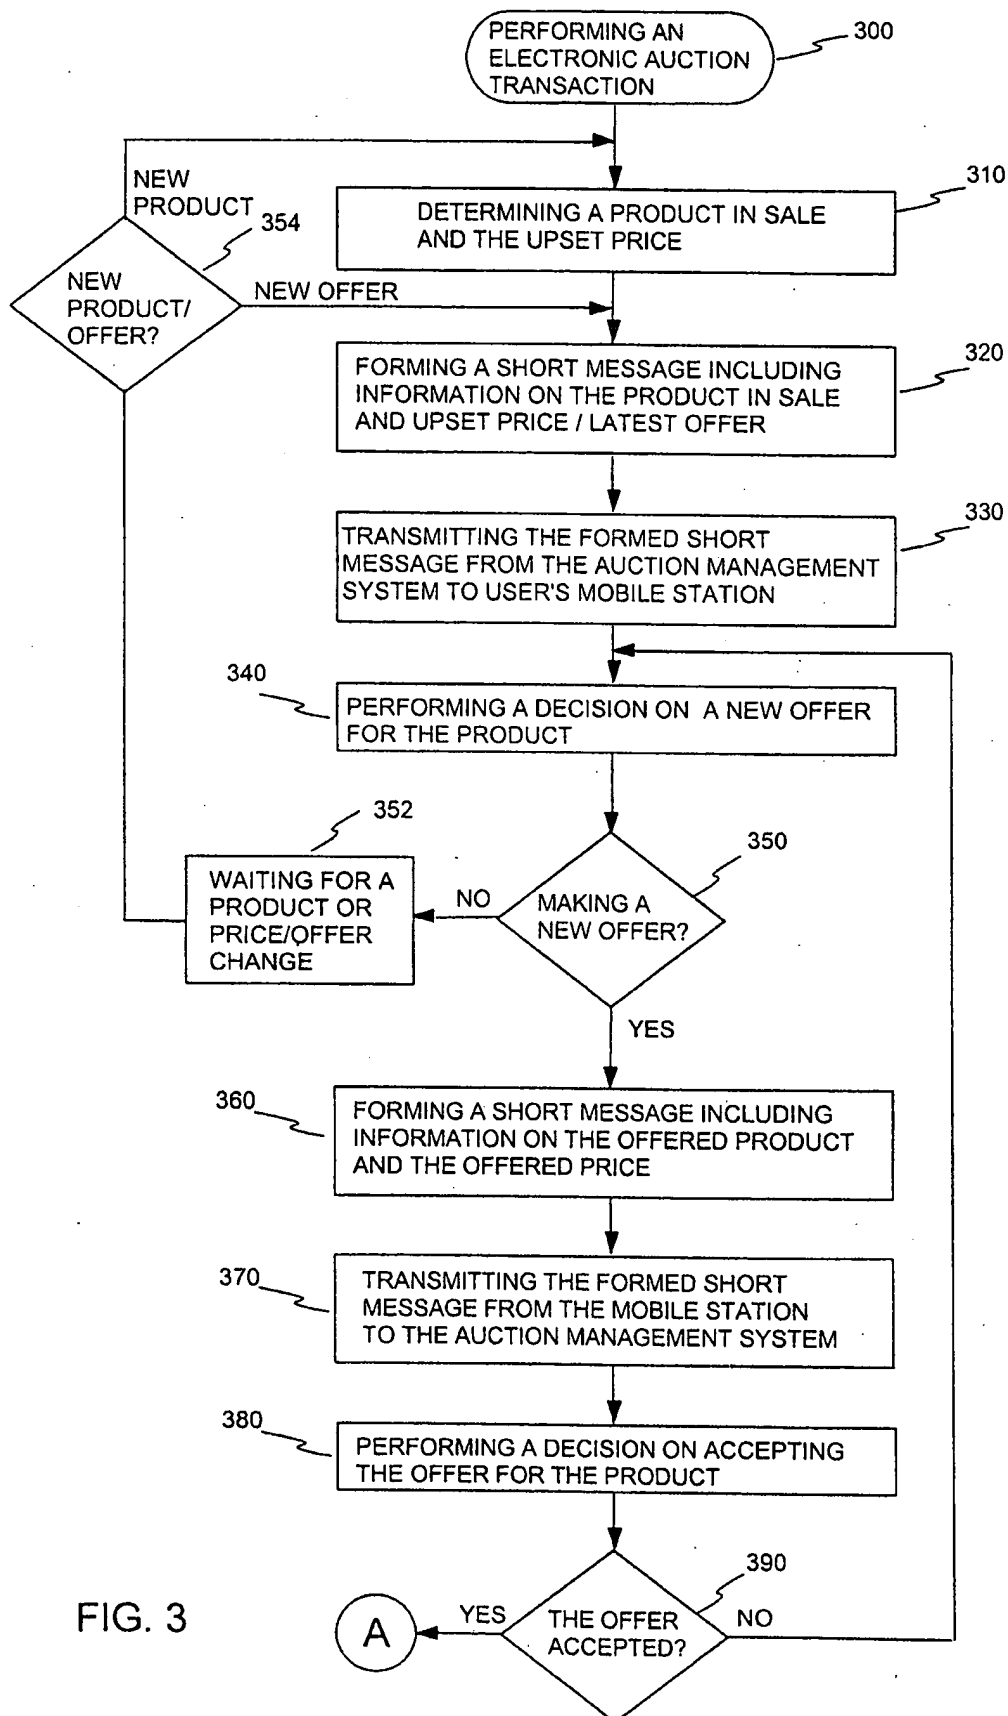 PERFORMING AN
ELECTRONIC AUCTION
TRANSACTION
300
NEW
PRODUCT
354
310
DETERMINING A PRODUCT IN SALE
AND THE UPSET PRICE
NEW
PRODUCT/
OFFER?
NEW OFFER
320
FORMING A SHORT MESSAGE INCLUDING
INFORMATION ON THE PRODUCT IN SALE
AND UPSET PRICE / LATEST OFFER
330
TRANSMITTING THE FORMED SHORT
MESSAGE FROM THE AUCTION MANAGEMENT
SYSTEM TO USER'S MOBILE STATION
340
PERFORMING A DECISION ON A NEW OFFER
FOR THE PRODUCT
352
WAITING FOR A
PRODUCT OR
PRICE/OFFER
CHANGE
NO
350
MAKING A
NEW OFFER?
YES
360
FORMING A SHORT MESSAGE INCLUDING
INFORMATION ON THE OFFERED PRODUCT
AND THE OFFERED PRICE
370
TRANSMITTING THE FORMED SHORT
MESSAGE FROM THE MOBILE STATION
TO THE AUCTION MANAGEMENT SYSTEM
380
PERFORMING A DECISION ON ACCEPTING
THE OFFER FOR THE PRODUCT
390
THE OFFER
ACCEPTED?
YES
NO
A
FIG. 3